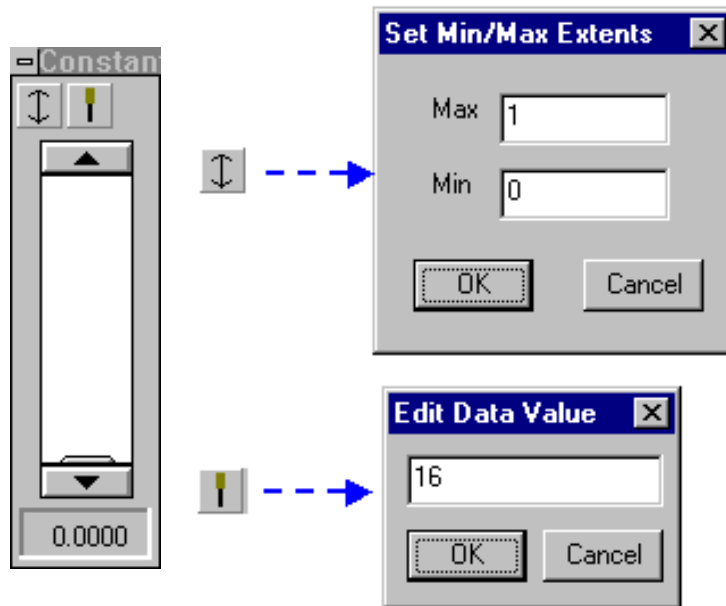 Constan
0.0000
Set Min/Max Extents
Max 1
Min 0
OK Cancel
Edit Data Value
16
OK Cancel